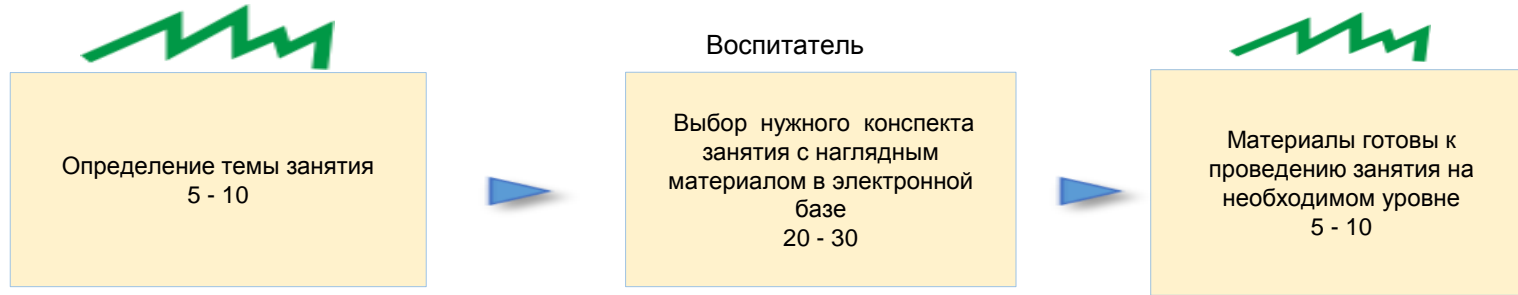 Воспитатель
Определение темы занятия
5 - 10
Выбор нужного конспекта
занятия с наглядным
материалом в электронной
базе
20 - 30
Материалы готовы к
проведению занятия на
необходимом уровне
5 - 10